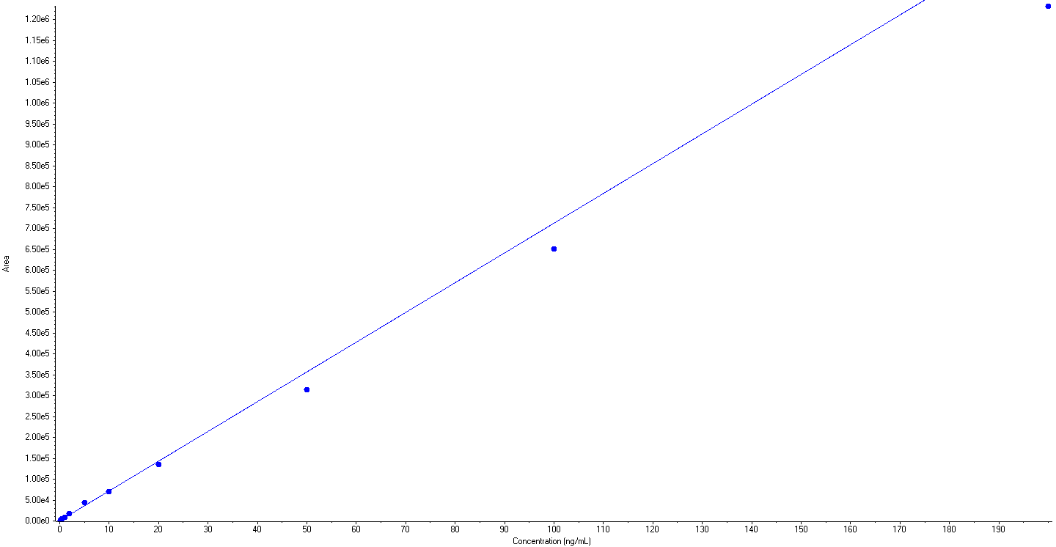 1.20e6
1.15e6
1.10e6
1.05e6
1.00e6
9.50e5
9.00e5
8.50e5
8.00e5
7.50e5
7.00e5
6.50e5
6.00e5
5.50e5
5.00e5
4.50e5
4.00e5
3.50e5
3.00e5
2.50e5
2.00e5
1.50e5
1.00e5
5.00e4
0.00e0
Area
0 10 20 30 40 50 60 70 80 90 100 110 120 130 140 150 160 170 180 190
Concentration (ng/mL)